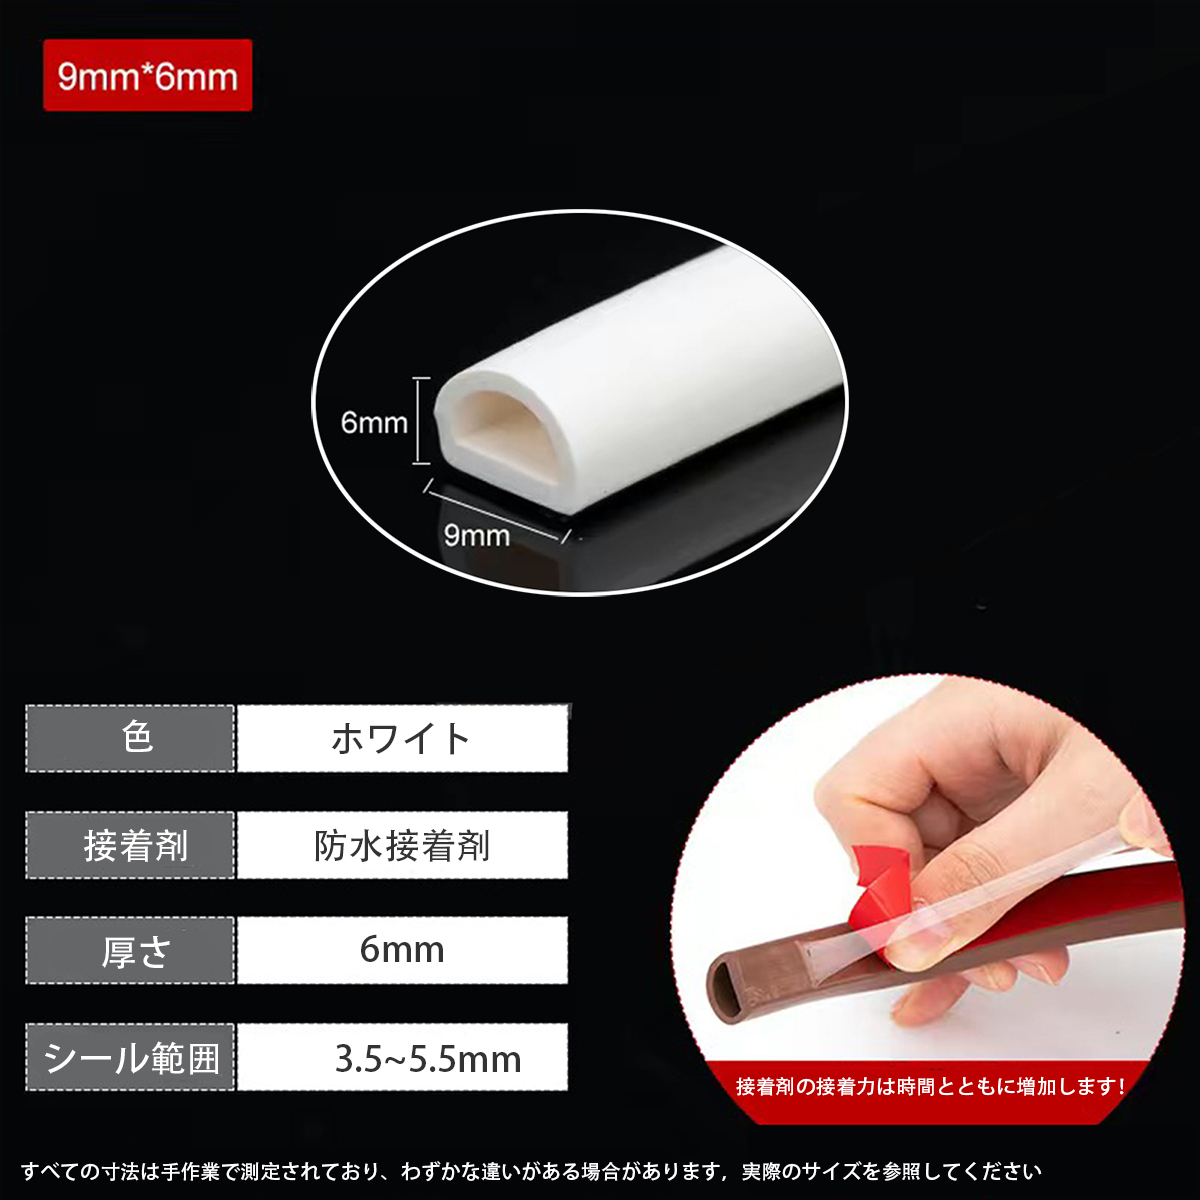 9mm*6mm
6mm
9mm
色
ホワイト
接着剤
防水接着剤
厚さ
6mm
シール範囲
3.5~5.5mm
接着剤の接着力は時間とともに増加します!
すべての寸法は手作業で測定されており、わずかな違いがある場合があります，実際のサイズを参照してください